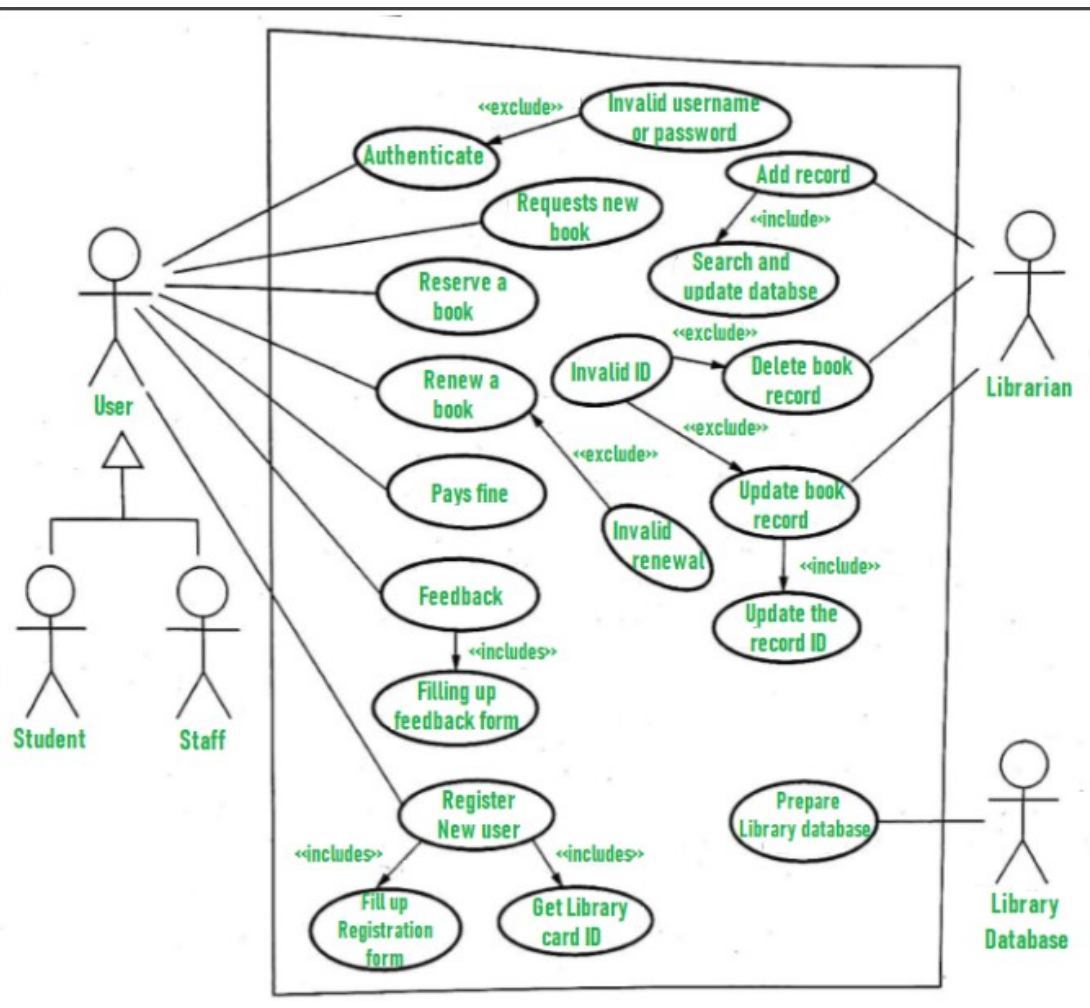 Invalid username
or password
«exclude»
Authenticate
Add record
«include»
Requests new
book
Search and
update databse
Reserve a
book
«exclude»
Invalid ID
Delete book
record
Renew a
book
Librarian
User
«exclude»
«exclude»
Pays fine
Update book
record
Invalid
renewal
«include»
Feedback
Update the
record ID
«includes»
Filling up
feedback form
Student
Staff
Register
New user
Prepare
Library database
«includes»
«includes»
Fill up
Registration
form
Get Library
card ID
Library
Database